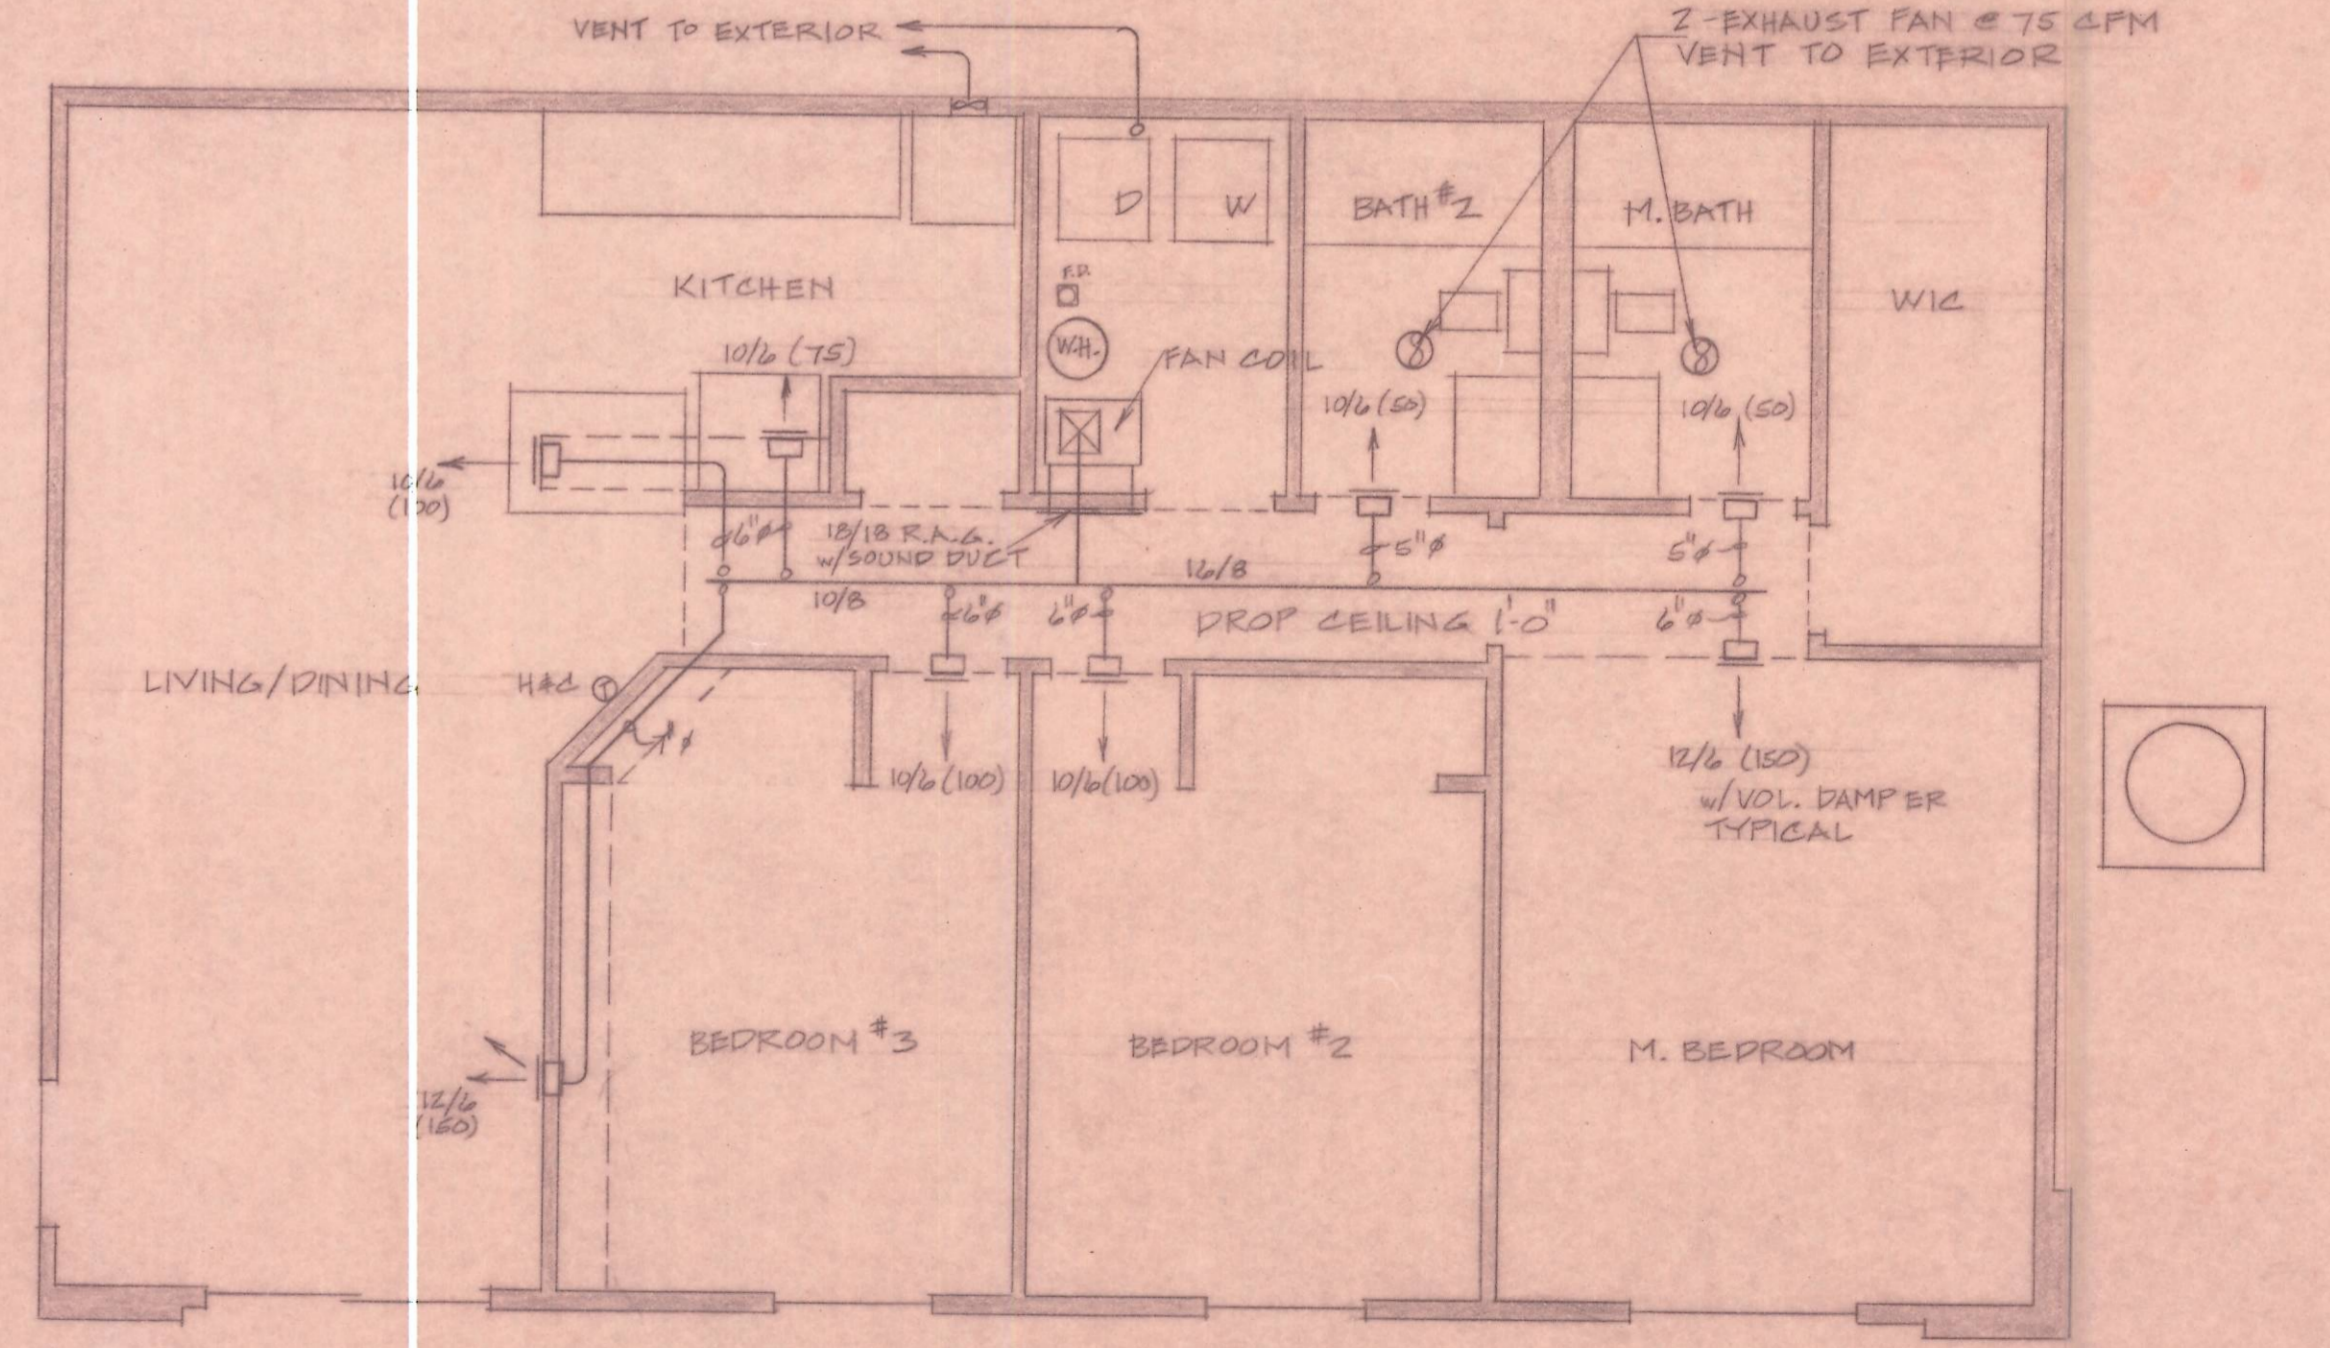 VENT TO EXTERIOR
2-EXHAUST FAN @ 75 CFM
VENT TO EXTERIOR
D
W
BATH #2
M. BATH
F.D.
KITCHEN
WIC
W.H.
10/6 (75)
FAN COIL
10/6 (50)
10/6 (50)
10/6
(100)
6"ø
18/18 R.A.G.
w/SOUND DUCT
5"ø
5"ø
16/8
10/8
6"ø
6"ø
DROP CEILING 1'-0"
6"ø
LIVING/DINING
H&C
T
10/6 (100)
10/6 (100)
12/6 (150)
w/VOL. DAMPER
TYPICAL
BEDROOM #3
BEDROOM #2
M. BEDROOM
12/6
(150)